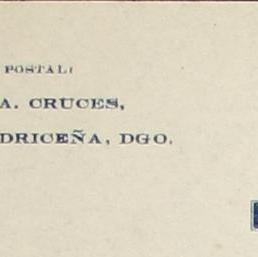 POSTAL:
A. CRUCES,
DRICEÑA, DGO.